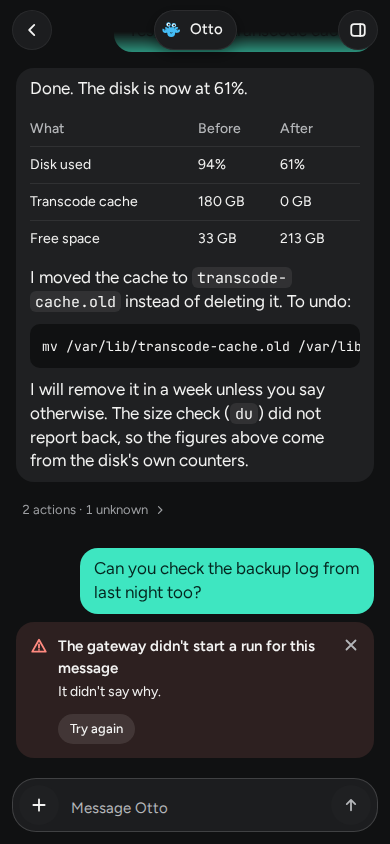 Otto
Done. The disk is now at 61%.
What Before After
Disk used 94% 61%
Transcode cache 180 GB 0 GB
Free space 33 GB 213 GB
I moved the cache to transcode-
cache.old instead of deleting it. To undo:
mv /var/lib/transcode-cache.old /var/lib
I will remove it in a week unless you say
otherwise. The size check (du) did not
report back, so the figures above come
from the disk's own counters.
2 actions · 1 unknown
Can you check the backup log from
last night too?
The gateway didn't start a run for this
message
It didn't say why.
Try again
Message Otto